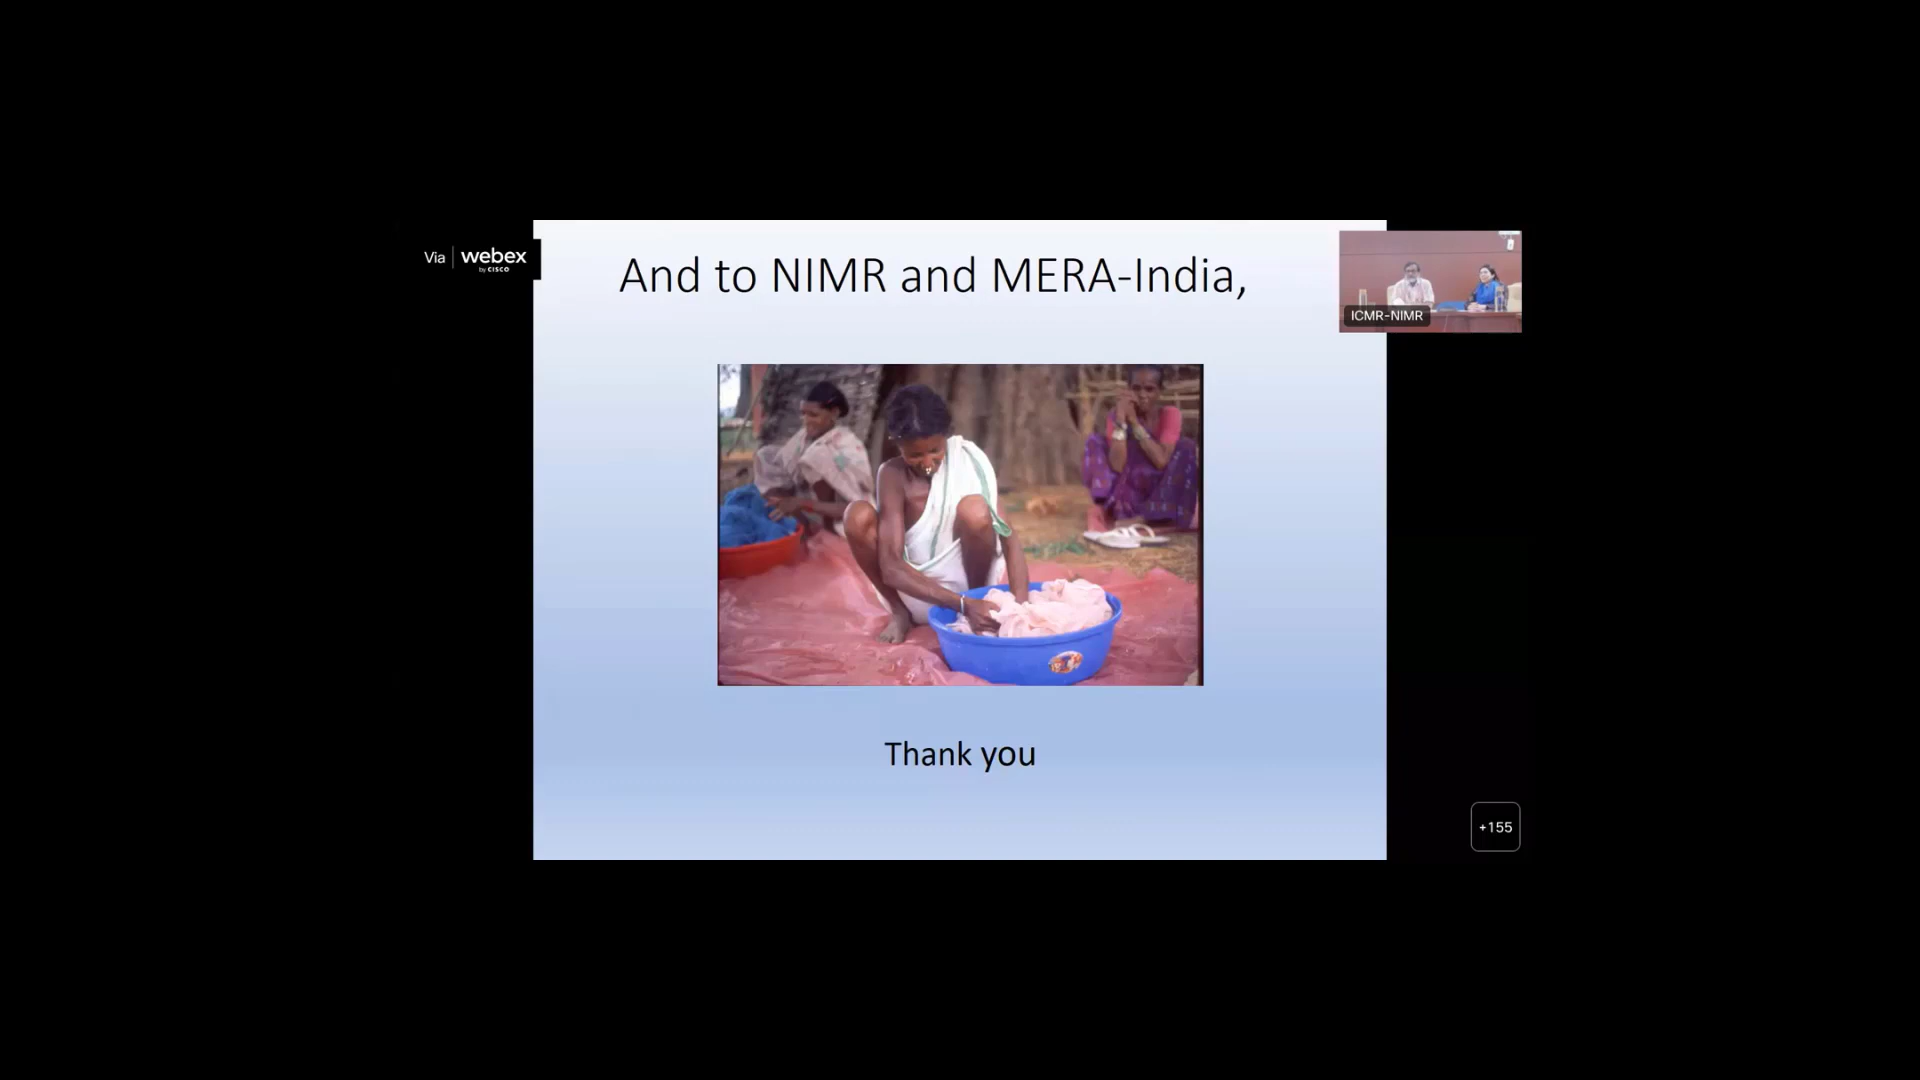 Via webex
by CISCO
And to NIMR and MERA-India,
ICMR-NIMR
Thank you
+155